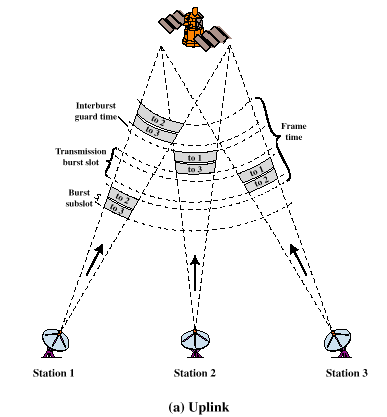 Interburst
guard time
to 2
to 3
Frame
time
Transmission
burst slot
to 1
to 3
to 1
to 2
Burst
subslot
to 2
to 3
Station 1
Station 2
Station 3
(a) Uplink